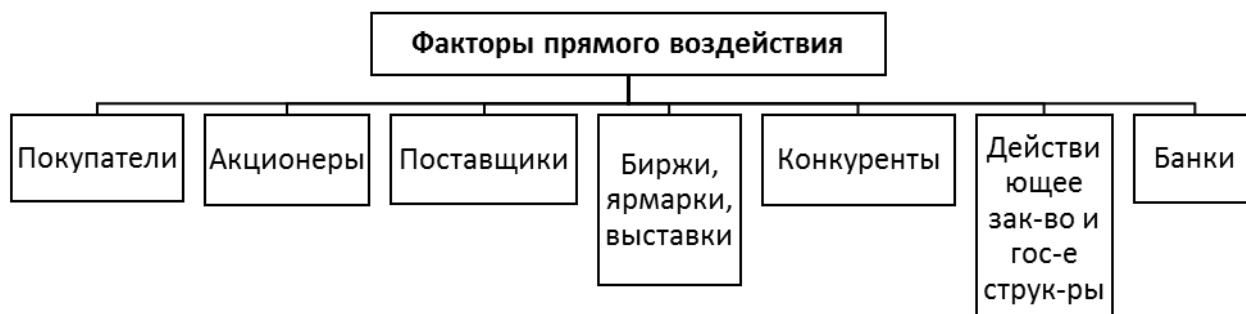 Факторы прямого воздействия
Покупатели
Акционеры
Поставщики
Биржи,
ярмарки,
выставки
Конкуренты
Действи
ющее
зак-во и
гос-е
струк-ры
Банки